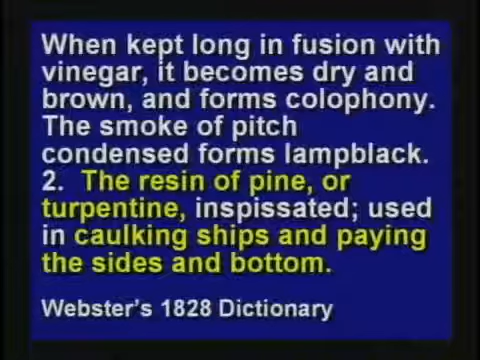 When kept long in fusion with
vinegar, it becomes dry and
brown, and forms colophony.
The smoke of pitch
condensed forms lampblack.
2.  The resin of pine, or
turpentine, inspissated; used
in caulking ships and paying
the sides and bottom.
Webster's 1828 Dictionary